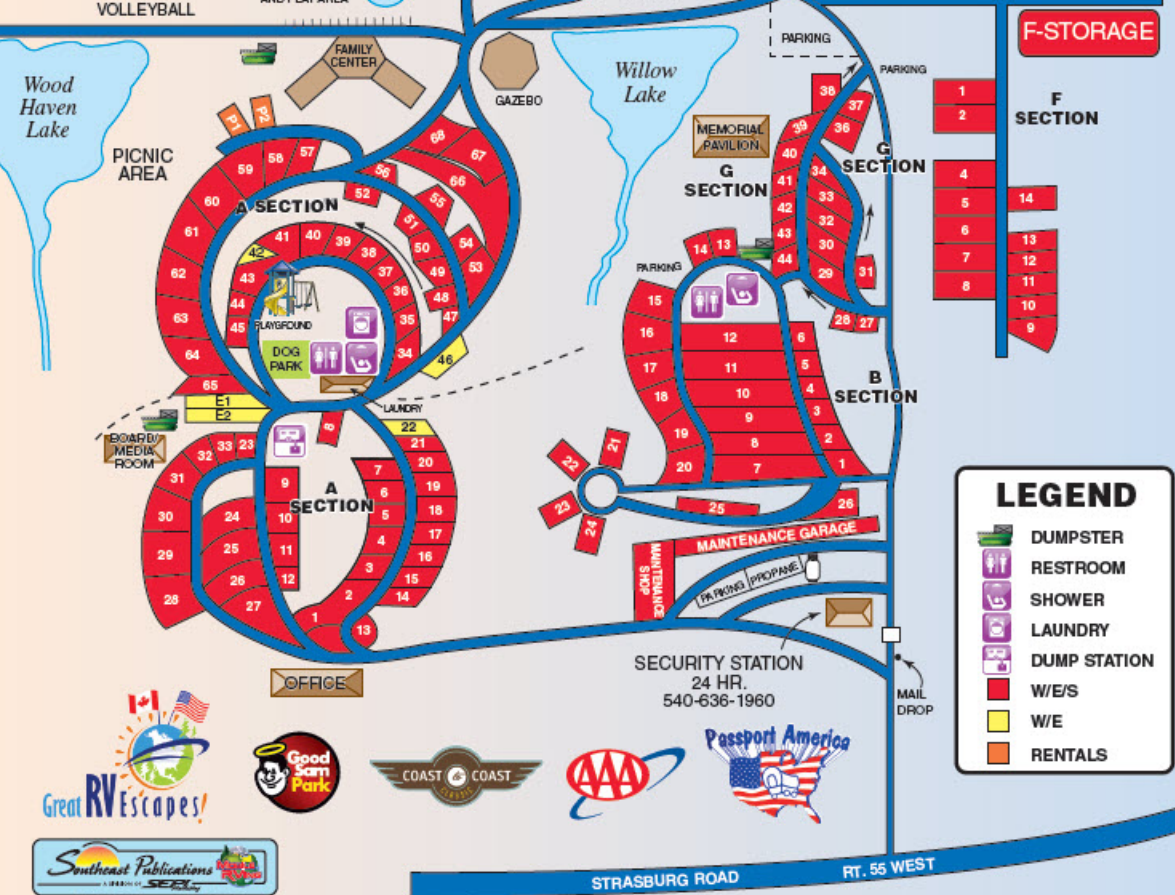 VOLLEYBALL
AND PLAY AREA
FAMILY
CENTER
GAZEBO
Wood
Haven
Lake
Willow
Lake
PARKING
PARKING
F-STORAGE
F
SECTION
1
2
4
5
6
7
8
14
13
12
11
10
9
MEMORIAL
PAVILION
G
SECTION
G
SECTION
38
37
36
39
40
41
42
43
44
34
33
32
30
29
31
28
27
PICNIC
AREA
P1
P2
57
58
59
60
61
62
63
64
65
A SECTION
56
52
68
67
66
55
51
50
49
48
47
54
53
46
41
40
39
38
37
36
35
34
42
43
44
45
PLAYGROUND
DOG
PARK
LAUNDRY
E1
E2
BOARD/
MEDIA
ROOM
8
22
21
20
19
18
17
16
15
14
13
33
23
32
31
30
29
28
24
25
26
27
9
10
11
12
A
SECTION
7
6
5
4
3
2
1
OFFICE
PARKING
14
13
15
16
17
18
19
20
12
11
10
9
8
7
6
5
4
3
2
1
B
SECTION
21
22
23
24
25
26
MAINTENANCE GARAGE
MAINTENANCE
SHOP
PARKING
PROPANE
SECURITY STATION
24 HR.
540-636-1960
MAIL
DROP
LEGEND
DUMPSTER
RESTROOM
SHOWER
LAUNDRY
DUMP STATION
W/E/S
W/E
RENTALS
Great RV Escapes!
Good
Sam
Park
COAST COAST
CLASSIC
AAA
Passport America
Southeast Publications
STRASBURG ROAD
RT. 55 WEST